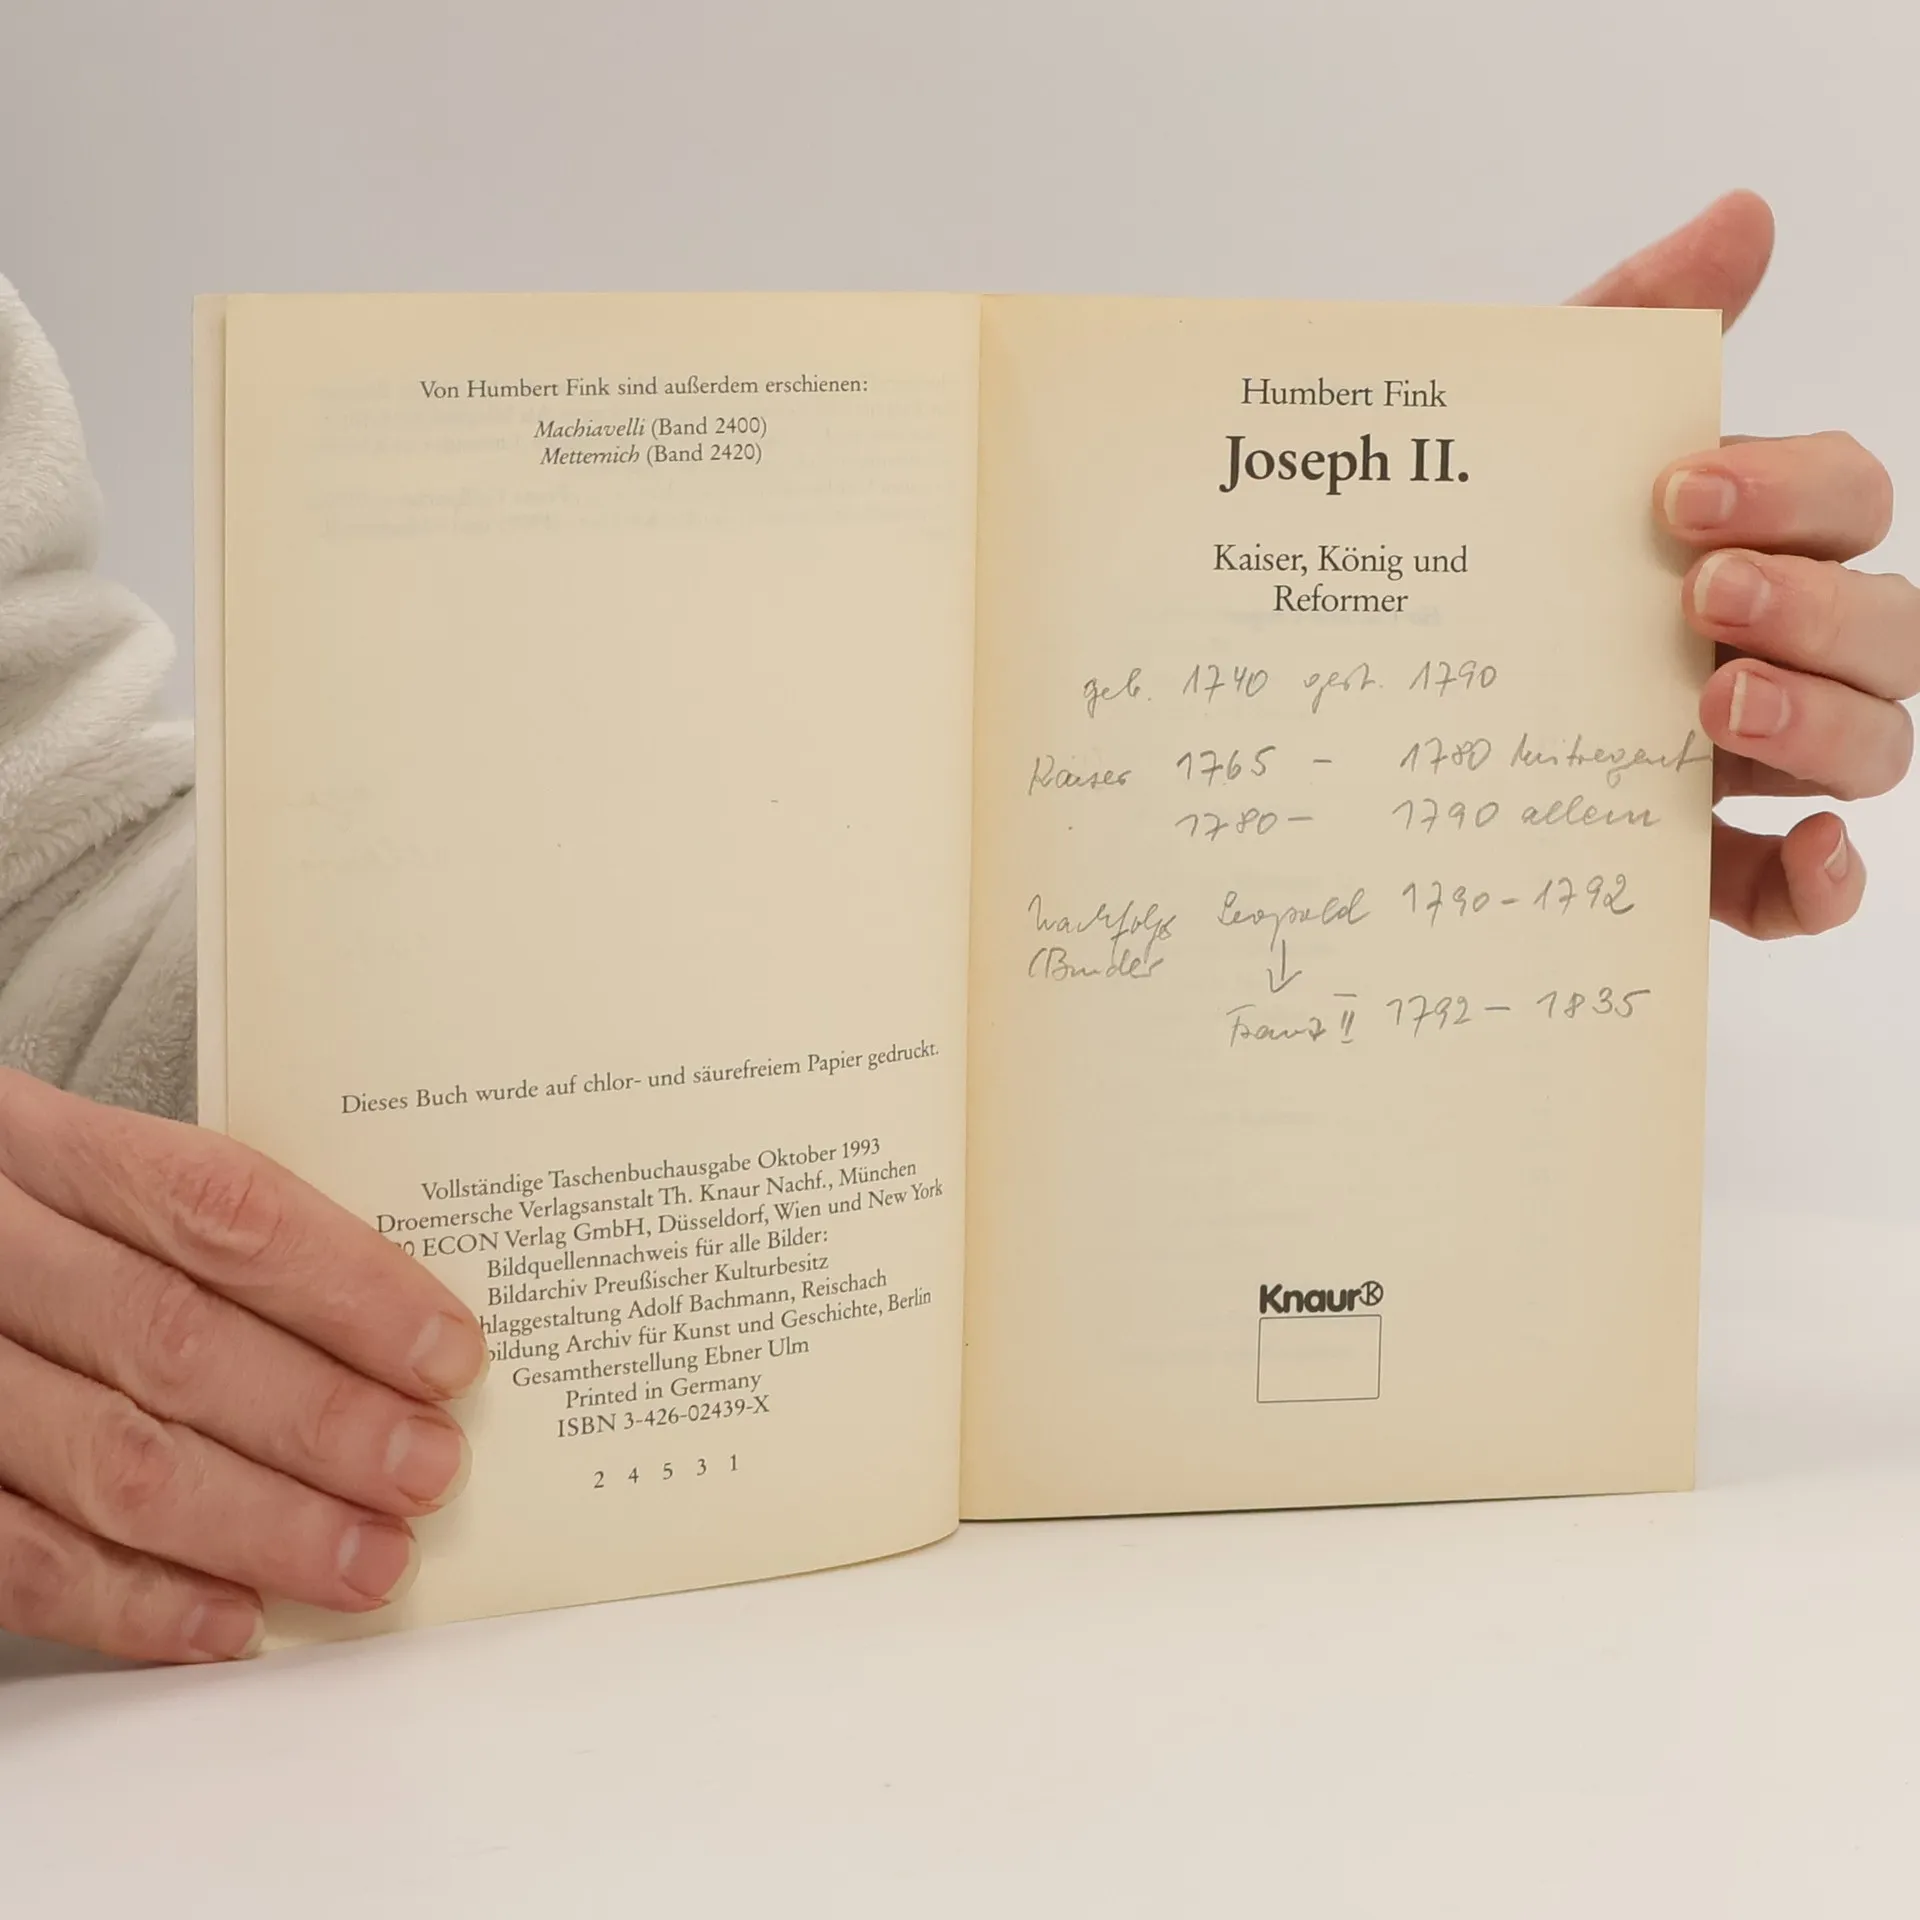 Von Humbert Fink sind außerdem erschienen:
Machiavelli (Band 2400)
Metternich (Band 2420)
Dieses Buch wurde auf chlor- und säurefreiem Papier gedruckt.
Vollständige Taschenbuchausgabe Oktober 1993
Droemersche Verlagsanstalt Th. Knaur Nachf., München
ECON Verlag GmbH, Düsseldorf, Wien und New York
Bildquellennachweis für alle Bilder:
Bildarchiv Preußischer Kulturbesitz
hlaggestaltung Adolf Bachmann, Reischach
bildung Archiv für Kunst und Geschichte, Berlin
Gesamtherstellung Ebner Ulm
Printed in Germany
ISBN 3-426-02439-X
2 4 5 3 1
Humbert Fink
Joseph II.
Kaiser, König und
Reformer
geb. 1740 gest. 1790
Kaiser 1765 – 1780 Mitregent
1780 – 1790 allein
Nachfolge Leopold 1790 – 1792
(Bruder
↓
Franz II 1792 – 1835
Knaur